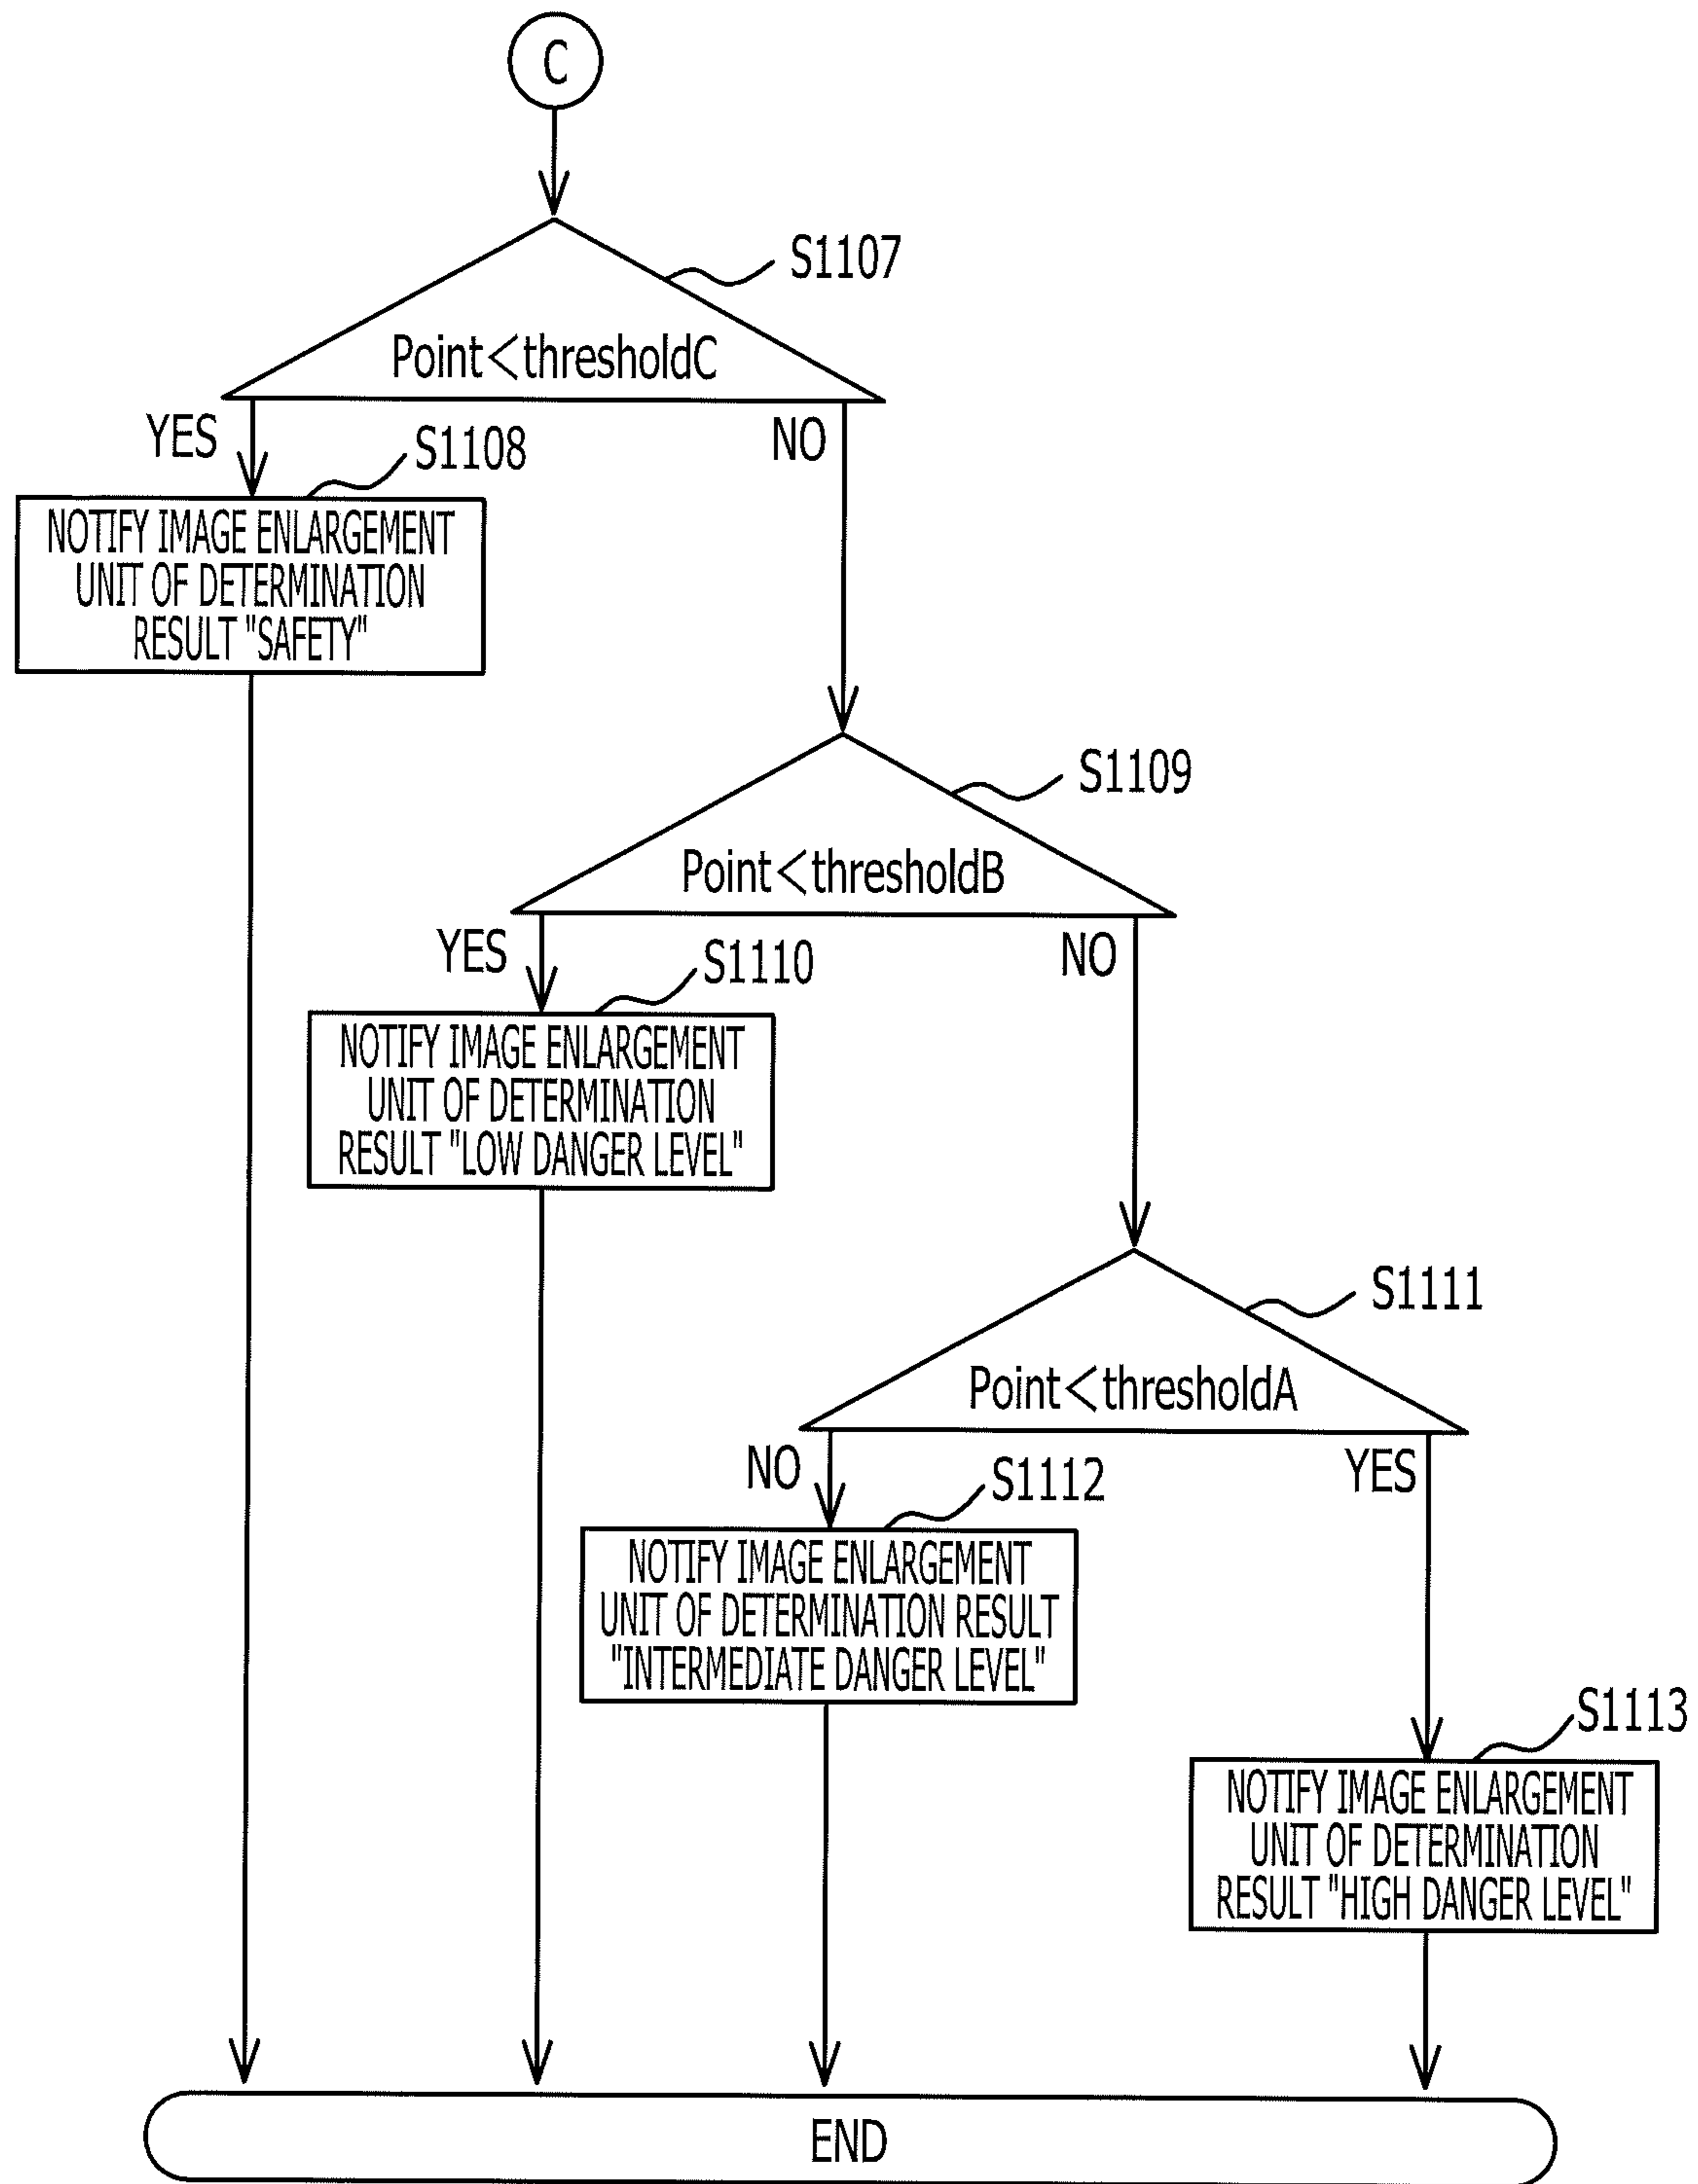 C
S1107
Point<thresholdC
YES
NO
S1108
NOTIFY IMAGE ENLARGEMENT
UNIT OF DETERMINATION
RESULT "SAFETY"
S1109
Point<thresholdB
YES
NO
S1110
NOTIFY IMAGE ENLARGEMENT
UNIT OF DETERMINATION
RESULT "LOW DANGER LEVEL"
S1111
Point<thresholdA
NO
YES
S1112
NOTIFY IMAGE ENLARGEMENT
UNIT OF DETERMINATION RESULT
"INTERMEDIATE DANGER LEVEL"
S1113
NOTIFY IMAGE ENLARGEMENT
UNIT OF DETERMINATION
RESULT "HIGH DANGER LEVEL"
END